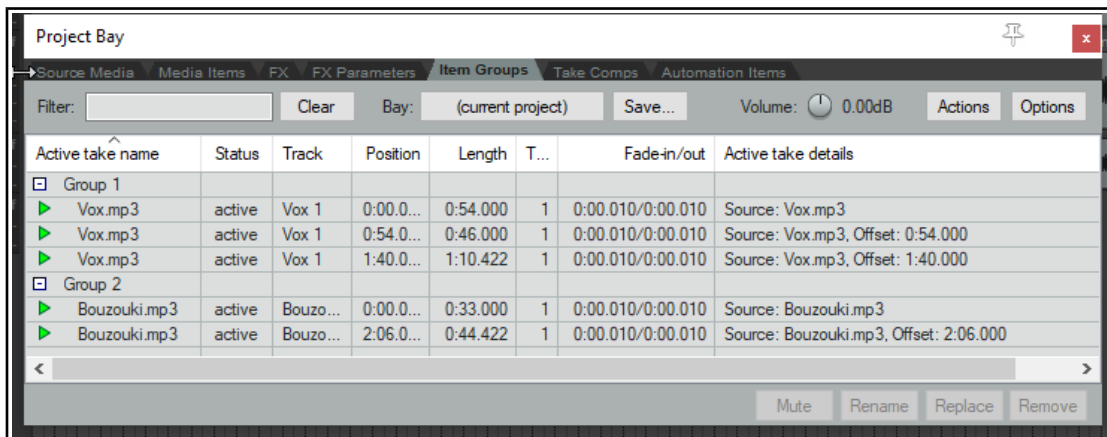 Project Bay
Source Media Media Items FX FX Parameters Item Groups Take Comps Automation Items
Filter: Clear Bay: (current project) Save... Volume: 0.00dB Actions Options
Active take name Status Track Position Length T... Fade-in/out Active take details
Group 1
Vox.mp3 active Vox 1 0:00.0... 0:54.000 1 0:00.010/0:00.010 Source: Vox.mp3
Vox.mp3 active Vox 1 0:54.0... 0:46.000 1 0:00.010/0:00.010 Source: Vox.mp3, Offset: 0:54.000
Vox.mp3 active Vox 1 1:40.0... 1:10.422 1 0:00.010/0:00.010 Source: Vox.mp3, Offset: 1:40.000
Group 2
Bouzouki.mp3 active Bouzo... 0:00.0... 0:33.000 1 0:00.010/0:00.010 Source: Bouzouki.mp3
Bouzouki.mp3 active Bouzo... 2:06.0... 0:44.422 1 0:00.010/0:00.010 Source: Bouzouki.mp3, Offset: 2:06.000
Mute Rename Replace Remove